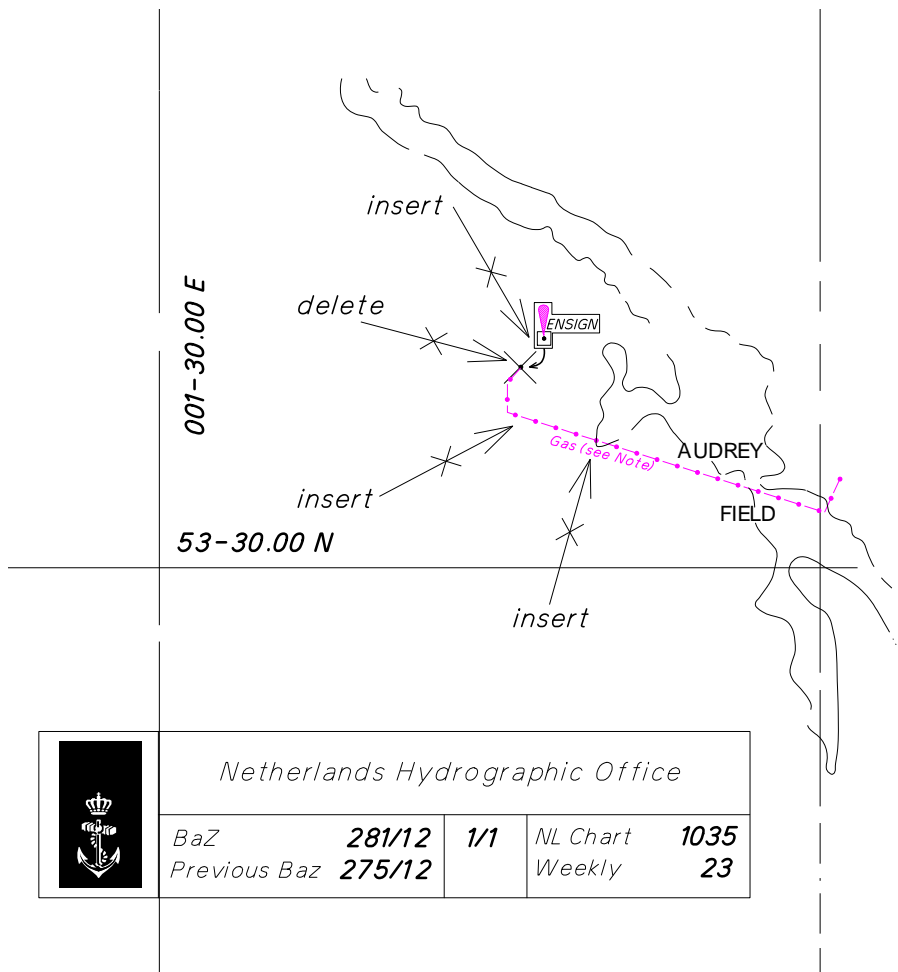 insert
001-30.00 E
delete
ENSIGN
Gas (see Note)
AUDREY
insert
FIELD
53-30.00 N
insert
Netherlands Hydrographic Office
BaZ 281/12 1/1 NL Chart 1035
Previous Baz 275/12 Weekly 23